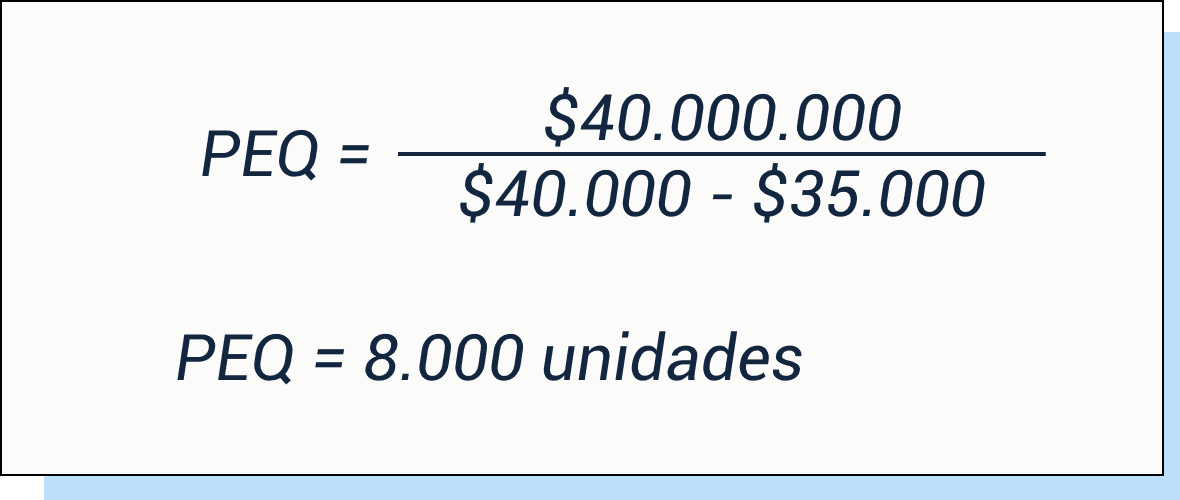 PEQ = $40.000.000
$40.000 - $35.000
PEQ = 8.000 unidades